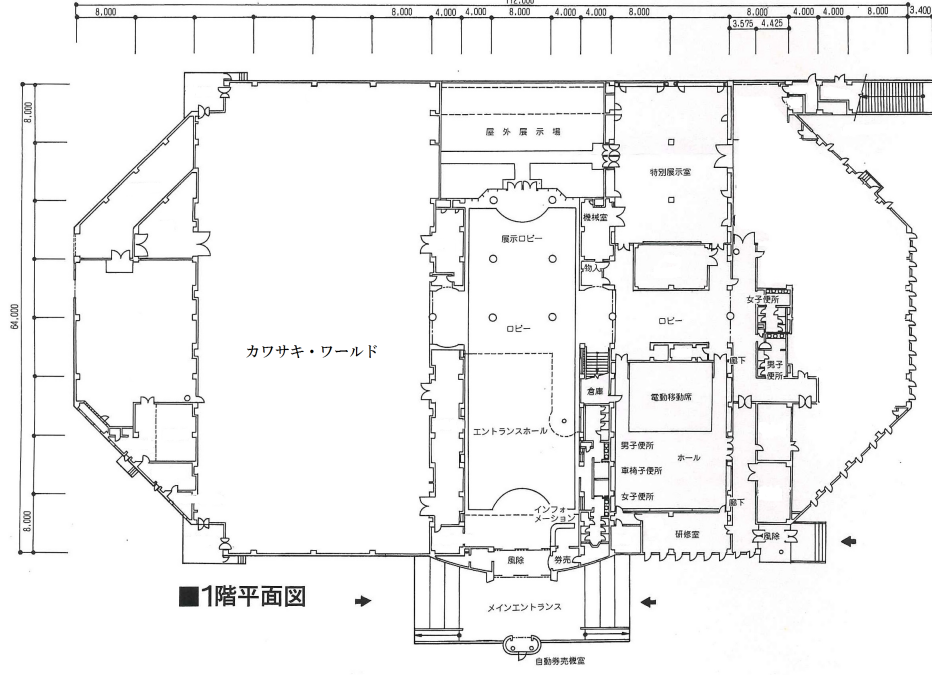 112.000
8.000
8.000 4.000 4.000 8.000 4.000 4.000 8.000 8.000 4.000 4.000 8.000 3.400
3.575 4.425
8.000
64.000
8.000
屋外展示場
特別展示室
機械室
展示ロビー
物入
女子便所
ロビー
ロビー
カワサキ・ワールド
廊下
男子
便所
倉庫
電動移動席
エントランスホール
男子便所
ホール
車椅子便所
女子便所
廊下
インフォ
メーション
研修室
風除
風除
券売
■1階平面図
メインエントランス
自動券売機室